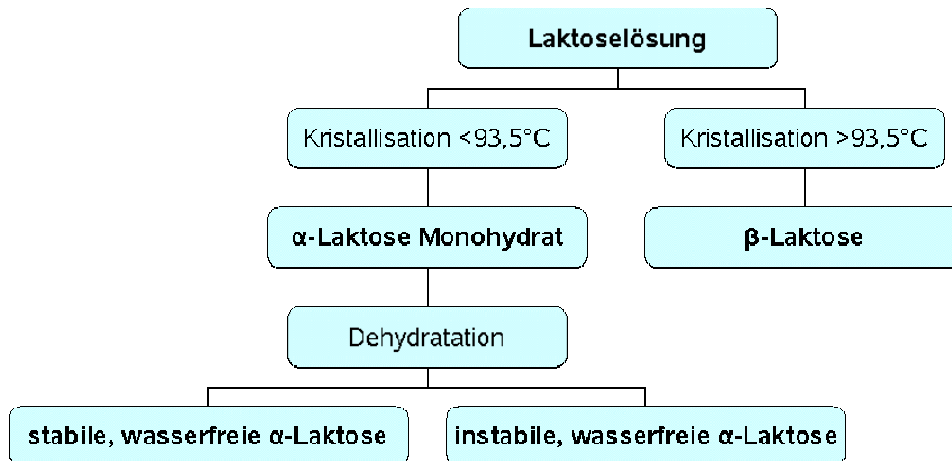 Laktoselösung
Kristallisation <93,5°C
Kristallisation >93,5°C
α-Laktose Monohydrat
β-Laktose
Dehydratation
stabile, wasserfreie α-Laktose
instabile, wasserfreie α-Laktose